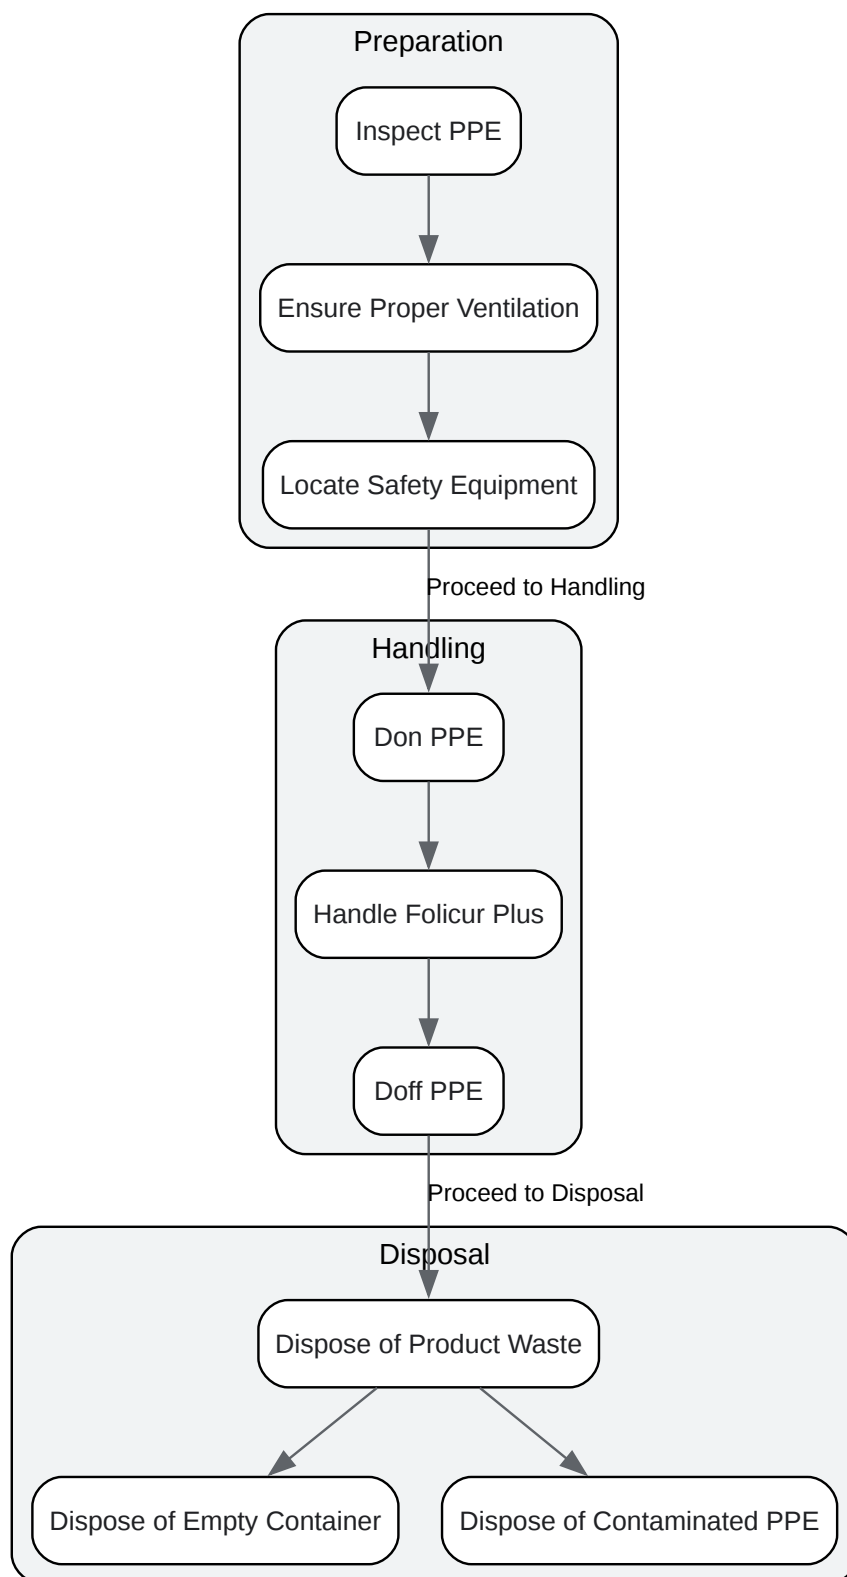 Preparation
Inspect PPE
Ensure Proper Ventilation
Locate Safety Equipment
Proceed to Handling
Handling
Don PPE
Handle Folicur Plus
Doff PPE
Proceed to Disposal
Disposal
Dispose of Product Waste
Dispose of Empty Container
Dispose of Contaminated PPE